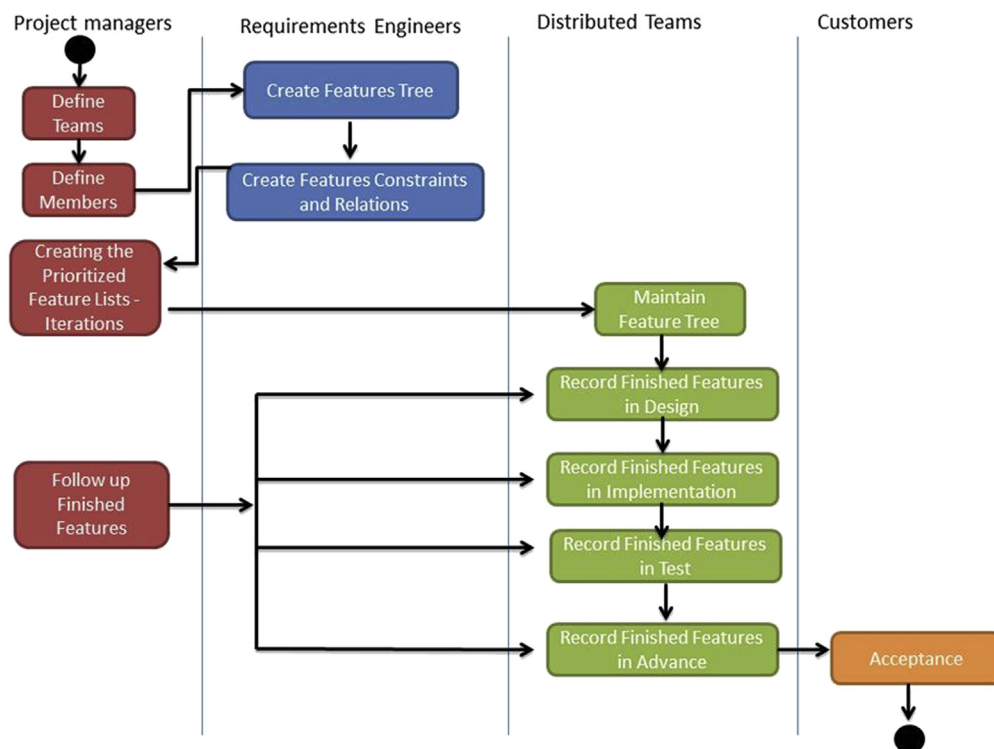 Project managers
Requirements Engineers
Distributed Teams
Customers
Define
Teams
Create Features Tree
Define
Members
Create Features Constraints
and Relations
Creating the
Prioritized
Feature Lists -
Iterations
Maintain
Feature Tree
Record Finished Features
in Design
Follow up
Finished
Features
Record Finished Features
in Implementation
Record Finished Features
in Test
Record Finished Features
in Advance
Acceptance